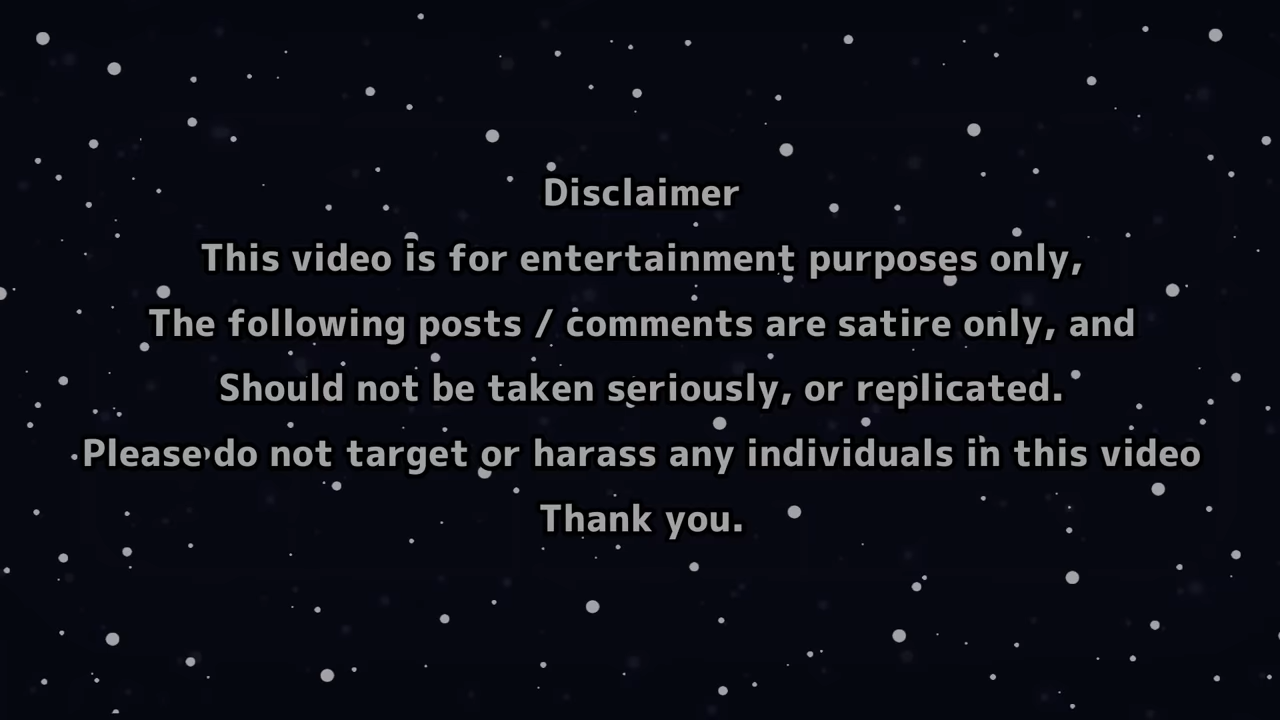 Disclaimer
This video is for entertainment purposes only,
The following posts / comments are satire only, and
Should not be taken seriously, or replicated.
Please do not target or harass any individuals in this video
Thank you.